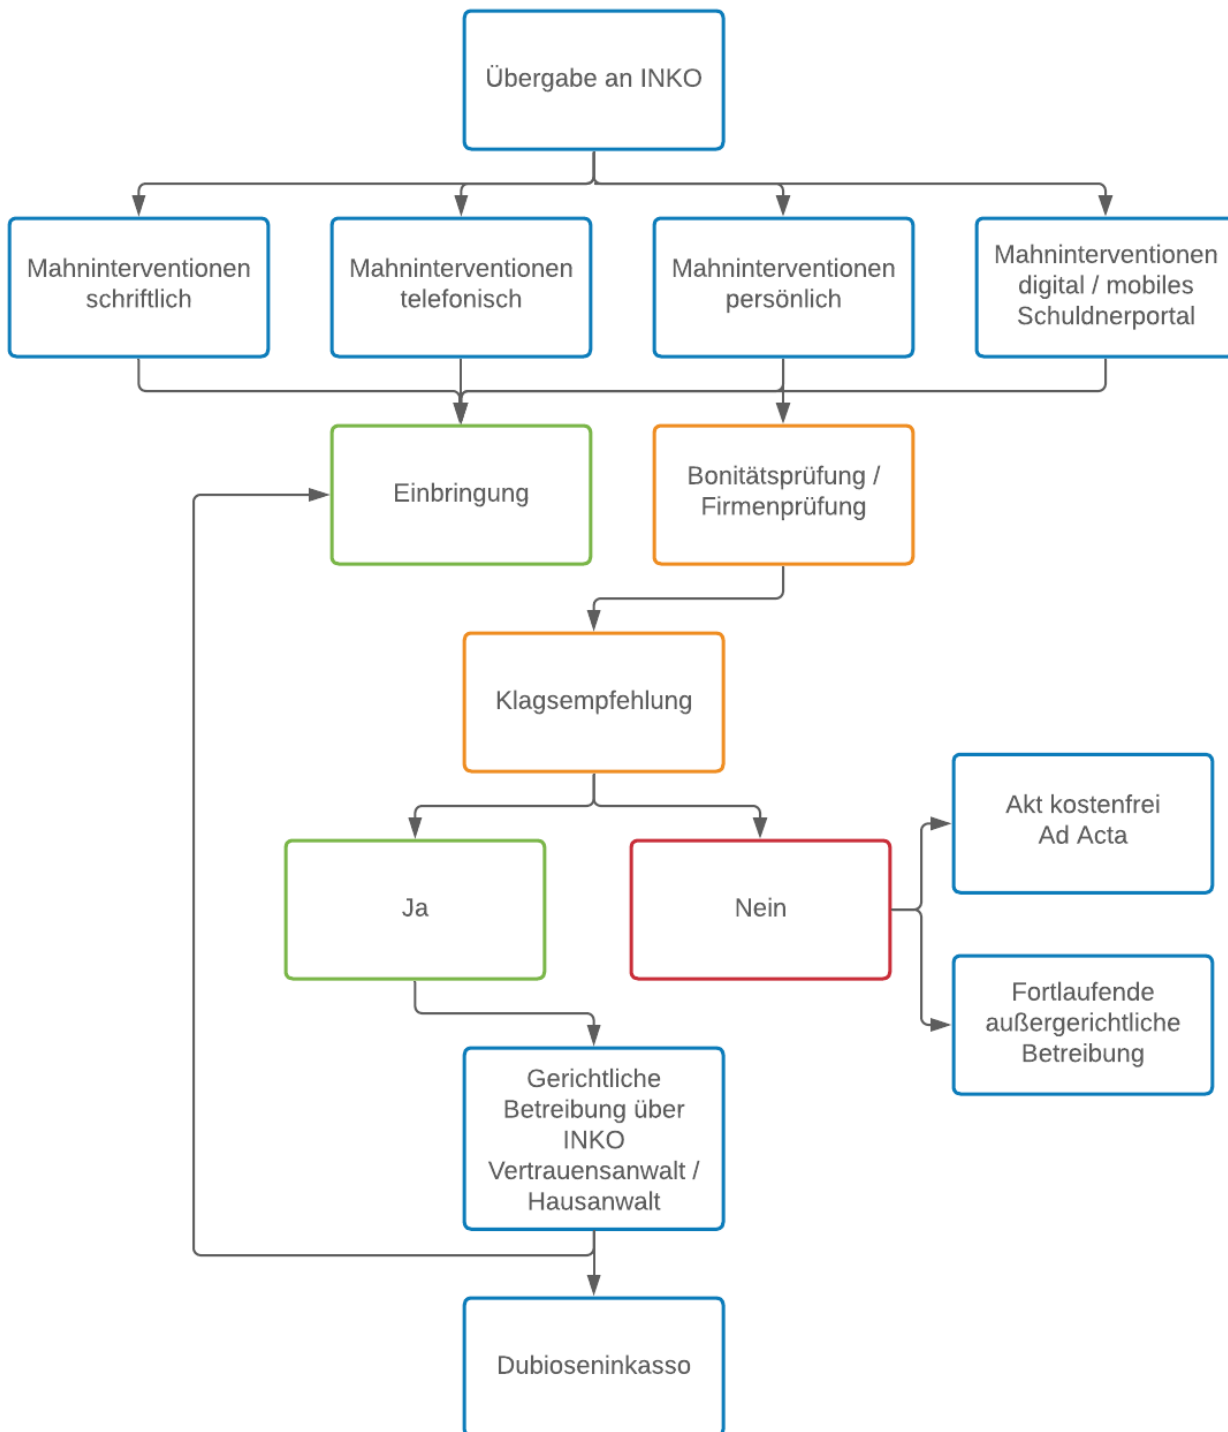 Übergabe an INKO
Mahninterventionen
schriftlich
Mahninterventionen
telefonisch
Mahninterventionen
persönlich
Mahninterventionen
digital / mobiles
Schuldnerportal
Einbringung
Bonitätsprüfung /
Firmenprüfung
Klagsempfehlung
Ja
Nein
Akt kostenfrei
Ad Acta
Fortlaufende
außergerichtliche
Betreibung
Gerichtliche
Betreibung über
INKO
Vertrauensanwalt /
Hausanwalt
Dubioseninkasso